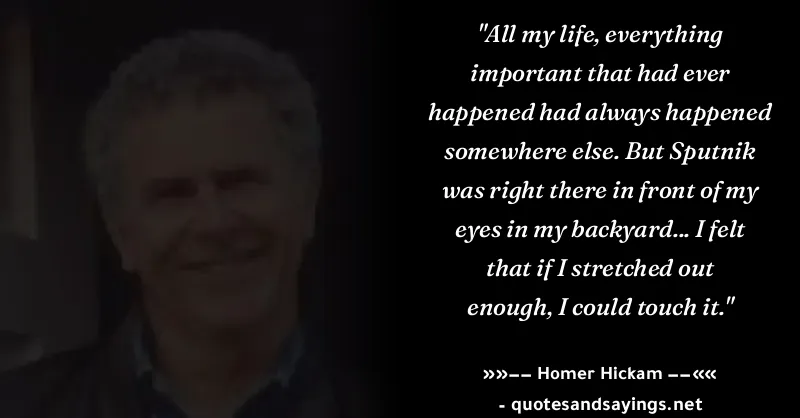 "All my life, everything
important that had ever
happened had always happened
somewhere else. But Sputnik
was right there in front of my
eyes in my backyard... I felt
that if I stretched out
enough, I could touch it."
»»–– Homer Hickam ––««
- quotesandsayings.net